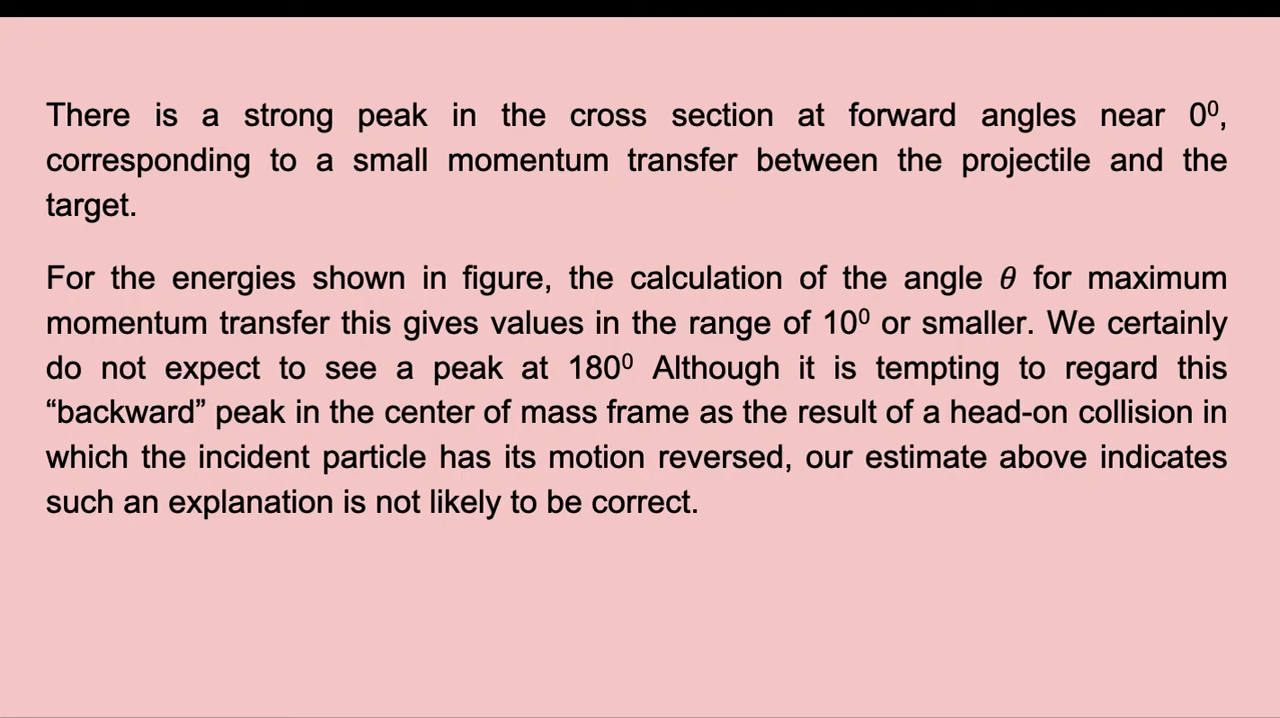 There is a strong peak in the cross section at forward angles near 0⁰,
corresponding to a small momentum transfer between the projectile and the
target.
For the energies shown in figure, the calculation of the angle θ for maximum
momentum transfer this gives values in the range of 10⁰ or smaller. We certainly
do not expect to see a peak at 180⁰ Although it is tempting to regard this
“backward” peak in the center of mass frame as the result of a head-on collision in
which the incident particle has its motion reversed, our estimate above indicates
such an explanation is not likely to be correct.